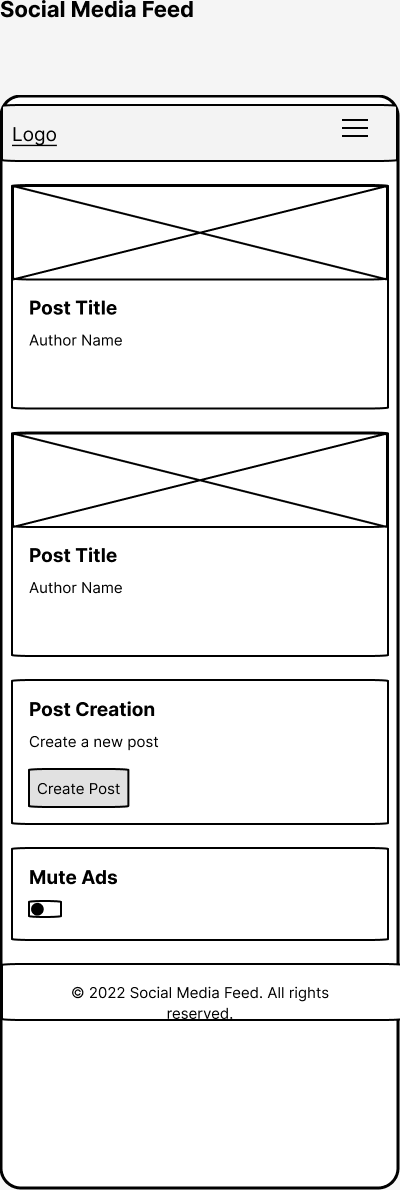 Social Media Feed
Logo
Post Title
Author Name
Post Title
Author Name
Post Creation
Create a new post
Create Post
Mute Ads
© 2022 Social Media Feed. All rights
reserved.